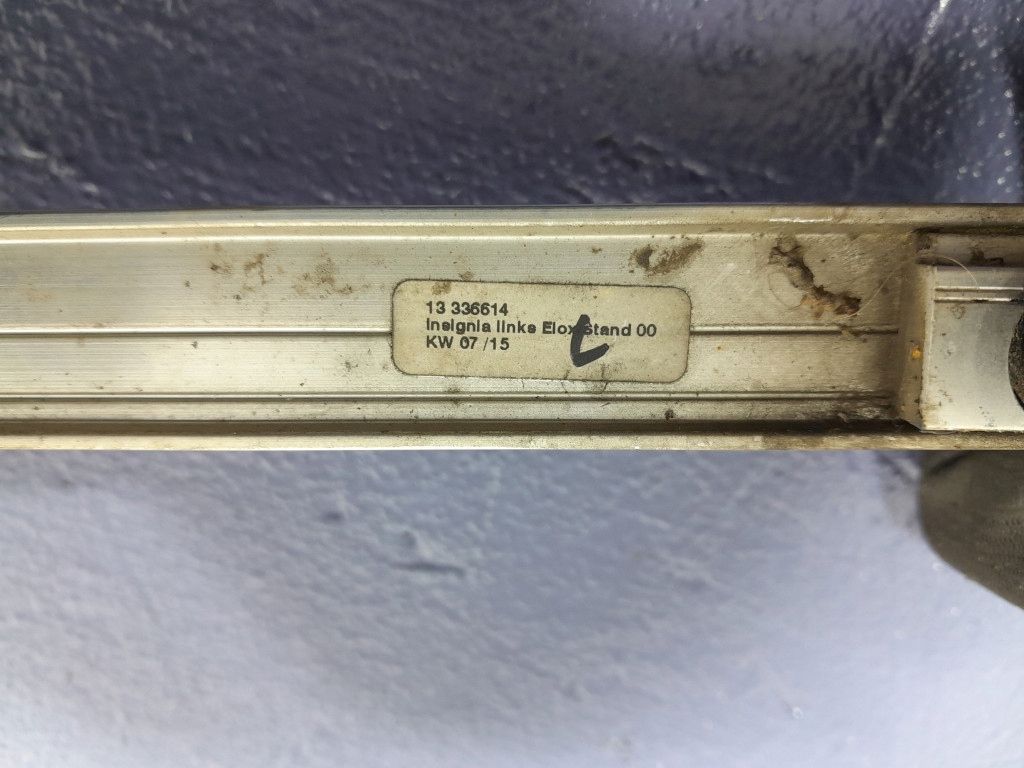 13 336614
Insignia links Elox Stand 00
KW 07 /15
L